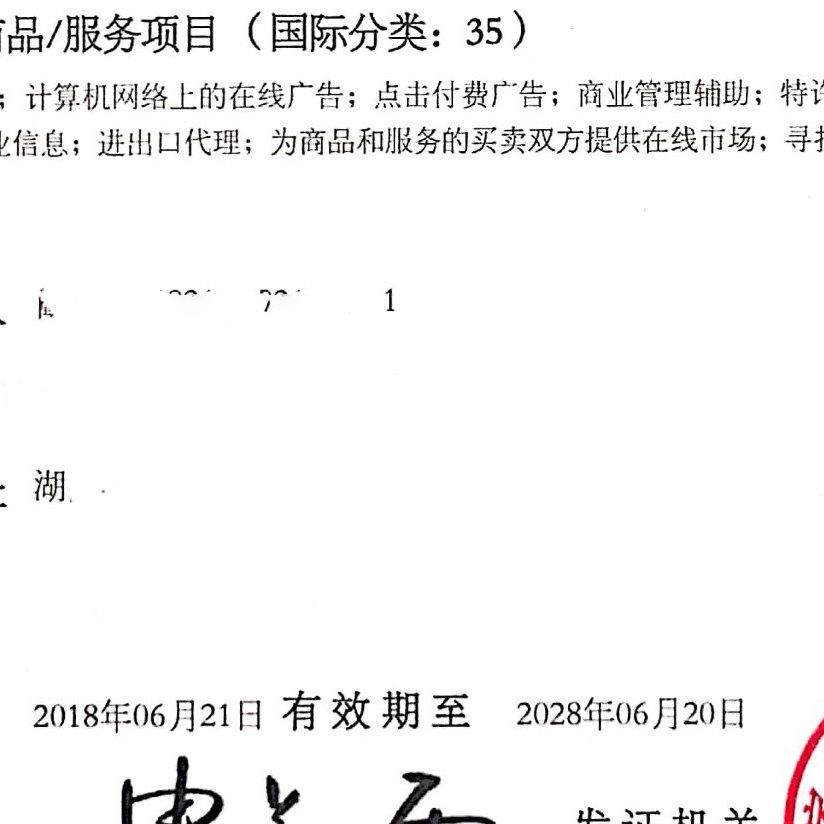 品/服务项目（国际分类：35）
；计算机网络上的在线广告；点击付费广告；商业管理辅助；特许
业信息；进出口代理；为商品和服务的买卖双方提供在线市场；寻找
1
湖
2018年06月21日 有效期至 2028年06月20日
发证机关